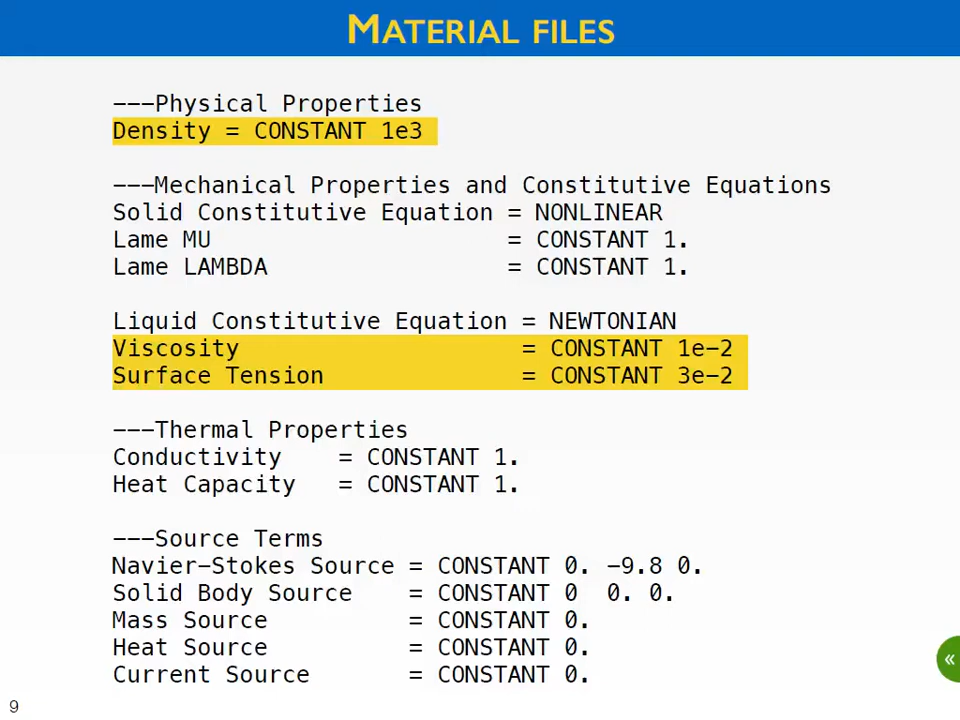 MATERIAL FILES
---Physical Properties
Density = CONSTANT 1e3
---Mechanical Properties and Constitutive Equations
Solid Constitutive Equation = NONLINEAR
Lame MU                     = CONSTANT 1.
Lame LAMBDA                 = CONSTANT 1.
Liquid Constitutive Equation = NEWTONIAN
Viscosity                    = CONSTANT 1e-2
Surface Tension              = CONSTANT 3e-2
---Thermal Properties
Conductivity    = CONSTANT 1.
Heat Capacity   = CONSTANT 1.
---Source Terms
Navier-Stokes Source = CONSTANT 0. -9.8 0.
Solid Body Source    = CONSTANT 0  0. 0.
Mass Source          = CONSTANT 0.
Heat Source          = CONSTANT 0.
Current Source       = CONSTANT 0.
«
9